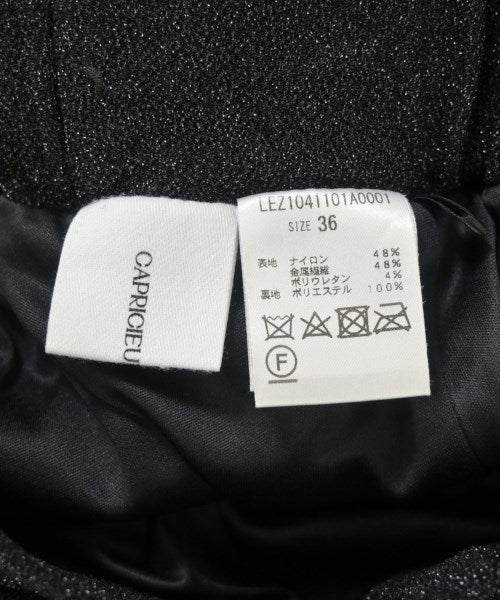 CAPRICIEU
LEZ1041101A0001
SIZE 36
表地 ナイロン 48%
金属繊維 48%
ポリウレタン 4%
裏地 ポリエステル 100%
F